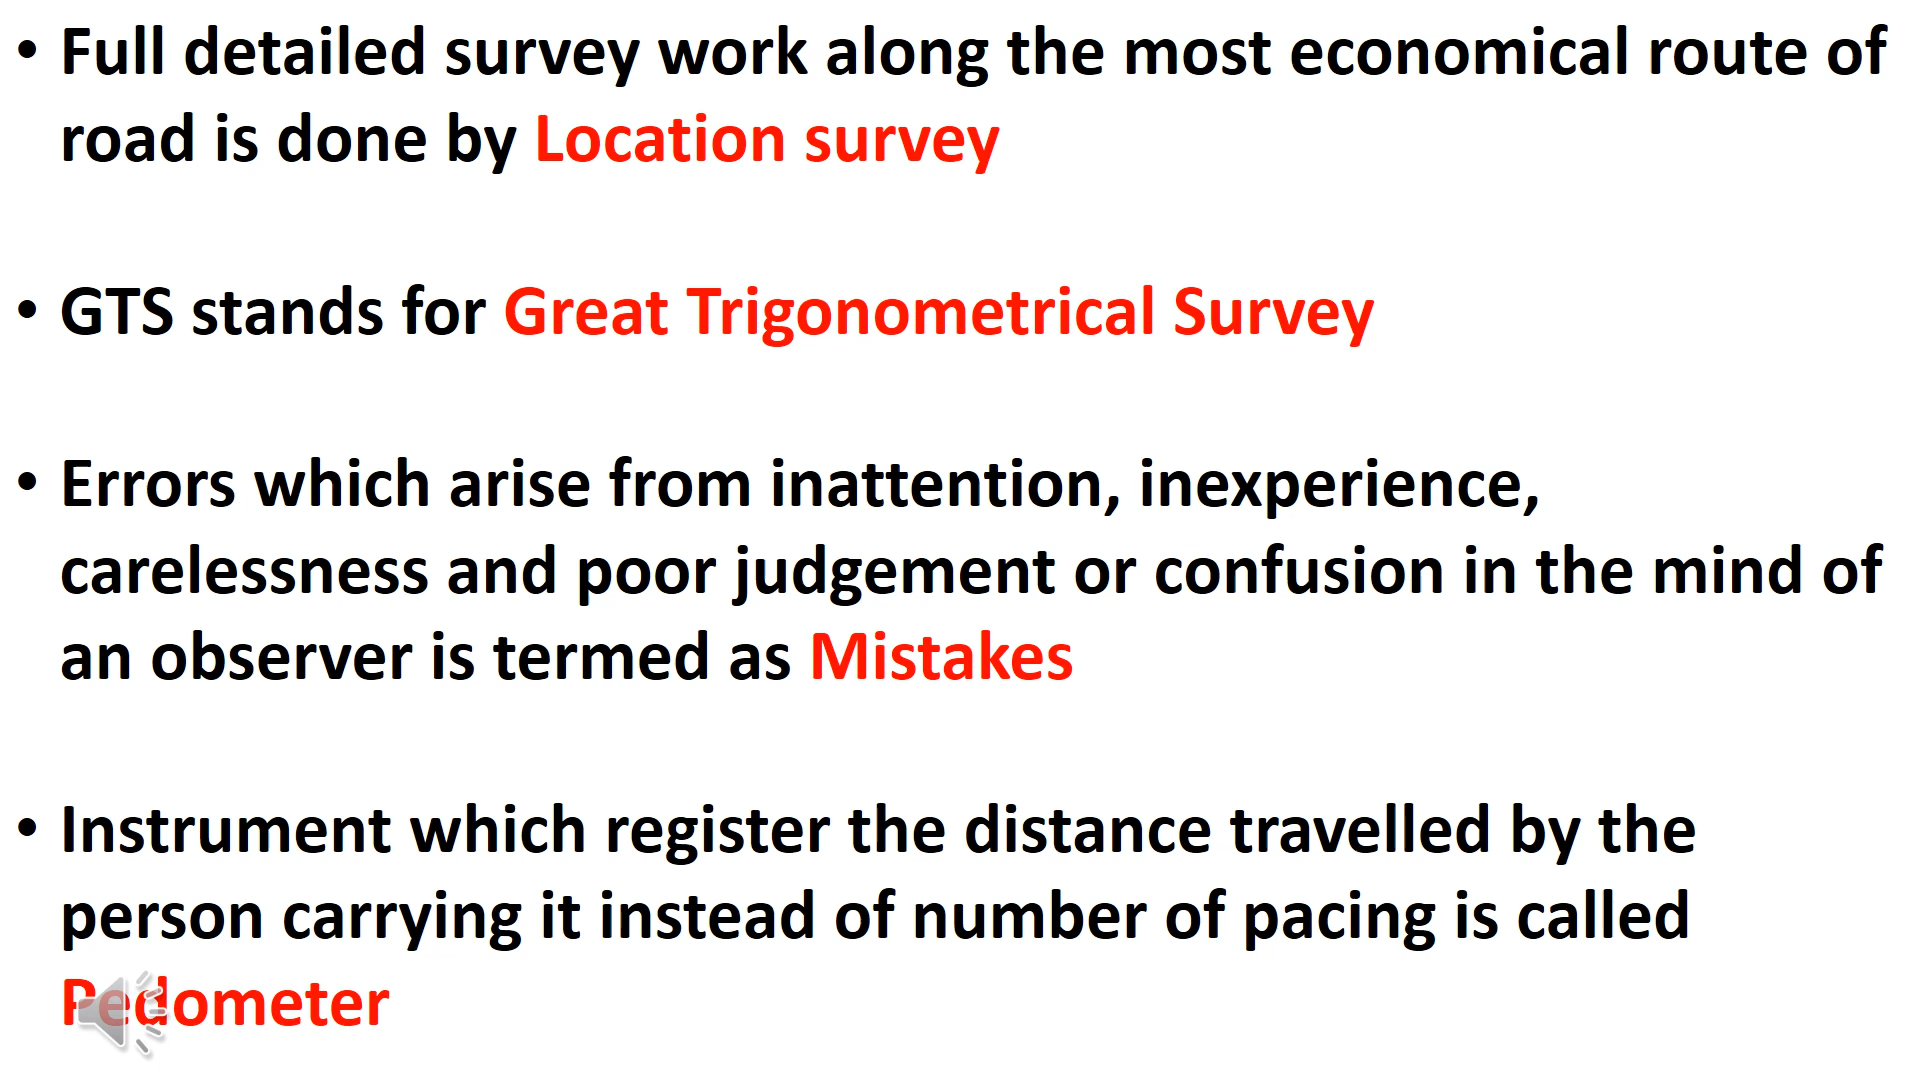 • Full detailed survey work along the most economical route of
road is done by Location survey
• GTS stands for Great Trigonometrical Survey
• Errors which arise from inattention, inexperience,
carelessness and poor judgement or confusion in the mind of
an observer is termed as Mistakes
• Instrument which register the distance travelled by the
person carrying it instead of number of pacing is called
Pedometer